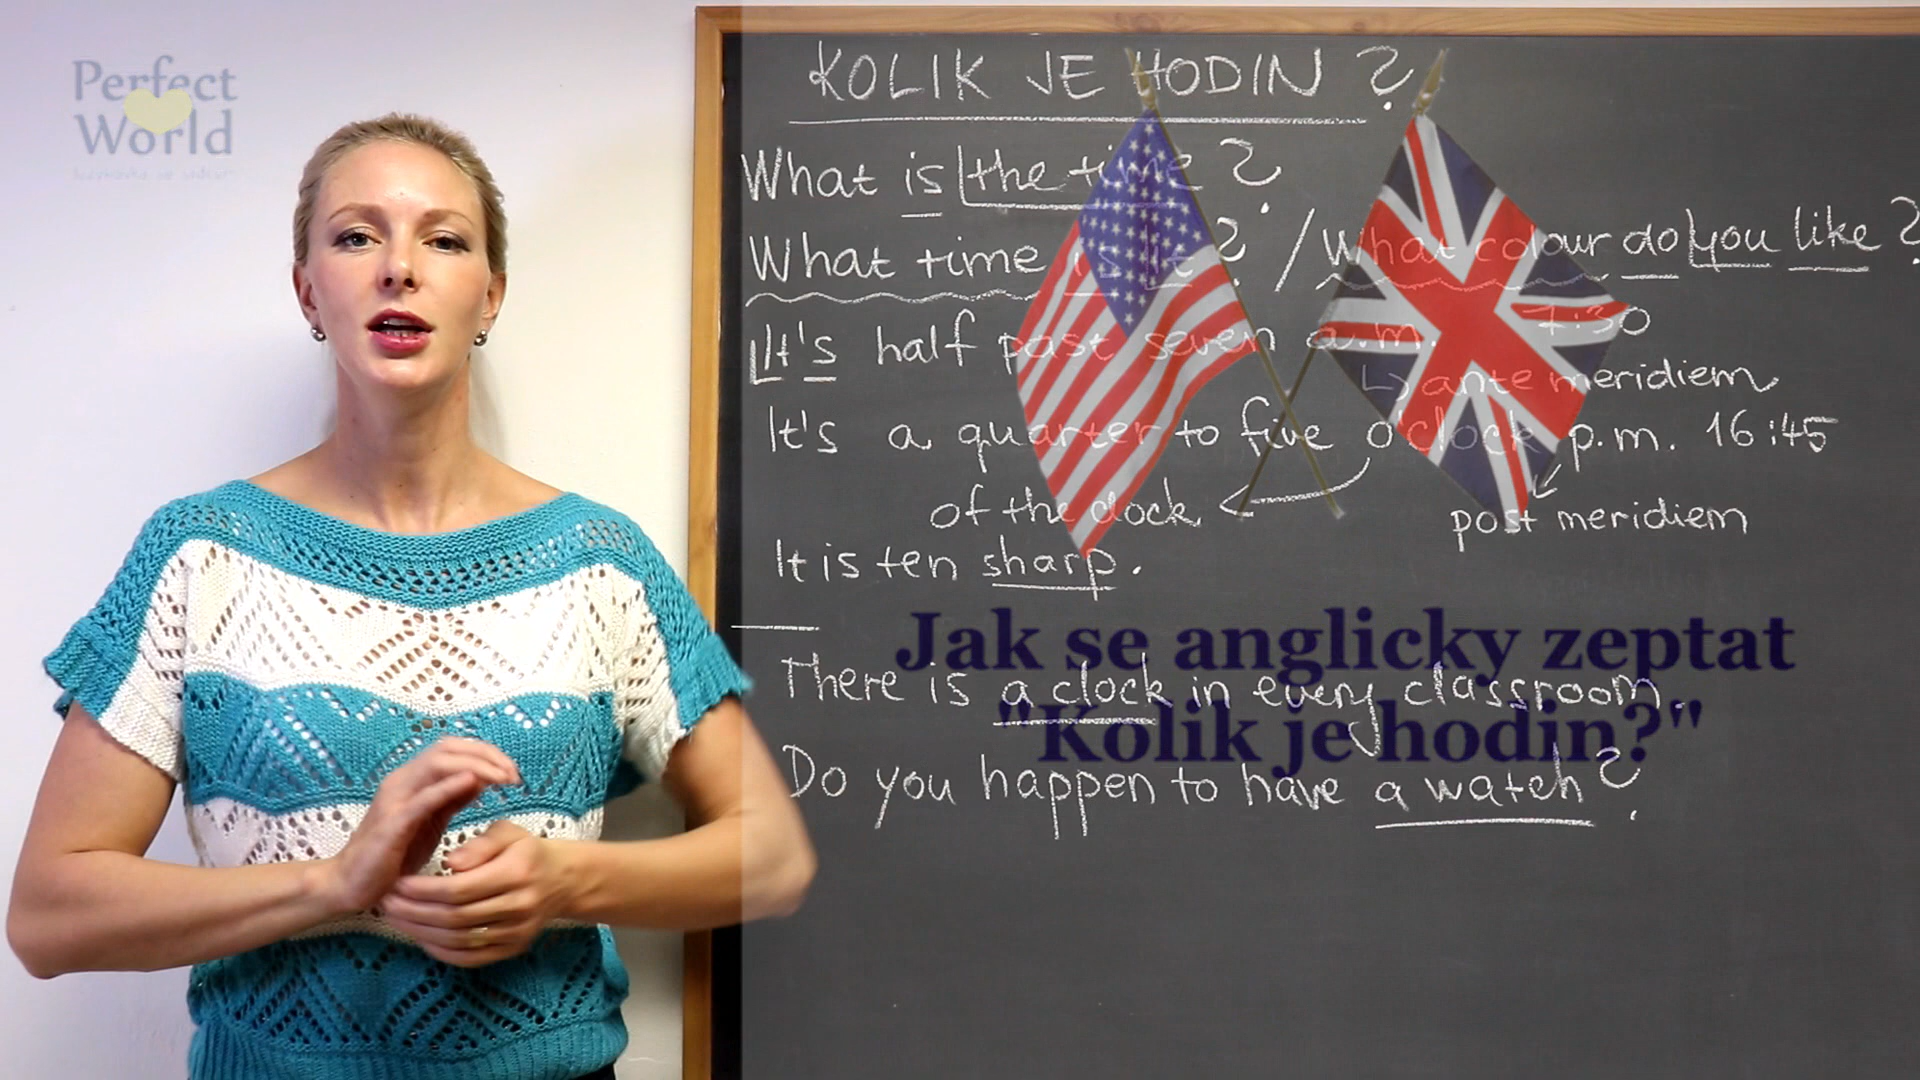 Perfect
World
KOLIK JE HODIN ?
What is the time ?
What time is it ? / What colour do you like ?
It's half past seven a.m. 7:30
ante meridiem
It's a quarter to five o'clock p.m. 16:45
of the clock
post meridiem
It is ten sharp.
Jak se anglicky zeptat
There is a clock in every classroom.
"Kolik je hodin?"
Do you happen to have a watch?